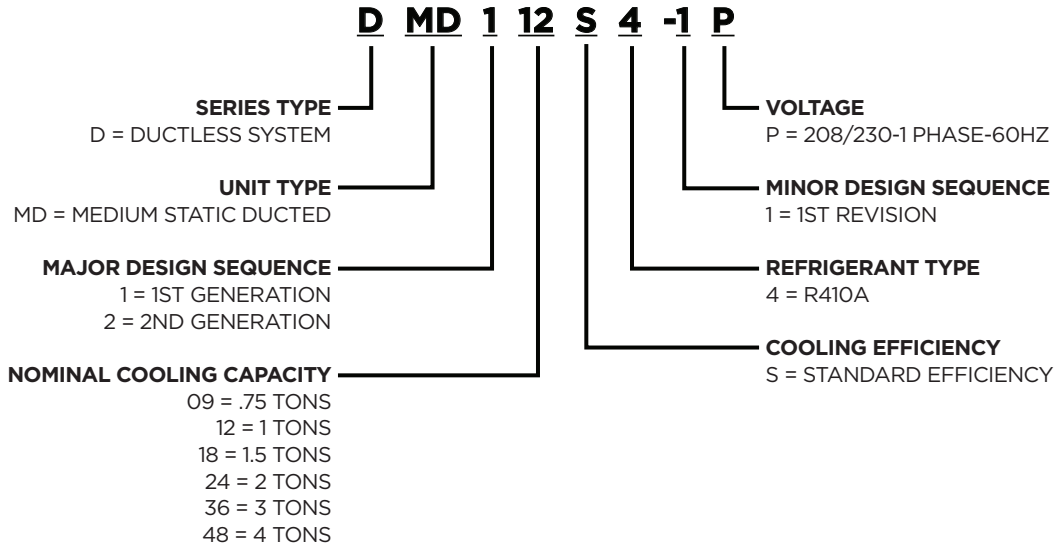 D MD 1 12 S 4 -1 P
SERIES TYPE
D = DUCTLESS SYSTEM
UNIT TYPE
MD = MEDIUM STATIC DUCTED
MAJOR DESIGN SEQUENCE
1 = 1ST GENERATION
2 = 2ND GENERATION
NOMINAL COOLING CAPACITY
09 = .75 TONS
12 = 1 TONS
18 = 1.5 TONS
24 = 2 TONS
36 = 3 TONS
48 = 4 TONS
VOLTAGE
P = 208/230-1 PHASE-60HZ
MINOR DESIGN SEQUENCE
1 = 1ST REVISION
REFRIGERANT TYPE
4 = R410A
COOLING EFFICIENCY
S = STANDARD EFFICIENCY